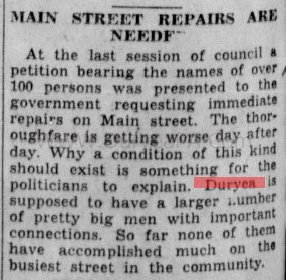 MAIN STREET REPAIRS ARE
NEEDE
At the last session of council a
petition bearing the names of over
100 persons was presented to the
government requesting immediate
repairs on Main street. The thor-
oughfare is getting worse day after
day. Why a condition of this kind
should exist is something for the
politicians to explain. Duryea is
supposed to have a larger number
of pretty big men with important
connections. So far none of them
have accomplished much on the
busiest street in the community.